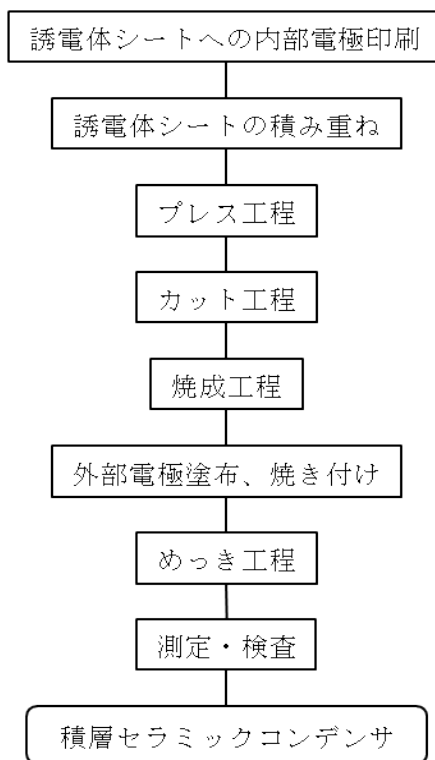 誘電体シートへの内部電極印刷
誘電体シートの積み重ね
プレス工程
カット工程
焼成工程
外部電極塗布、焼き付け
めっき工程
測定・検査
積層セラミックコンデンサ